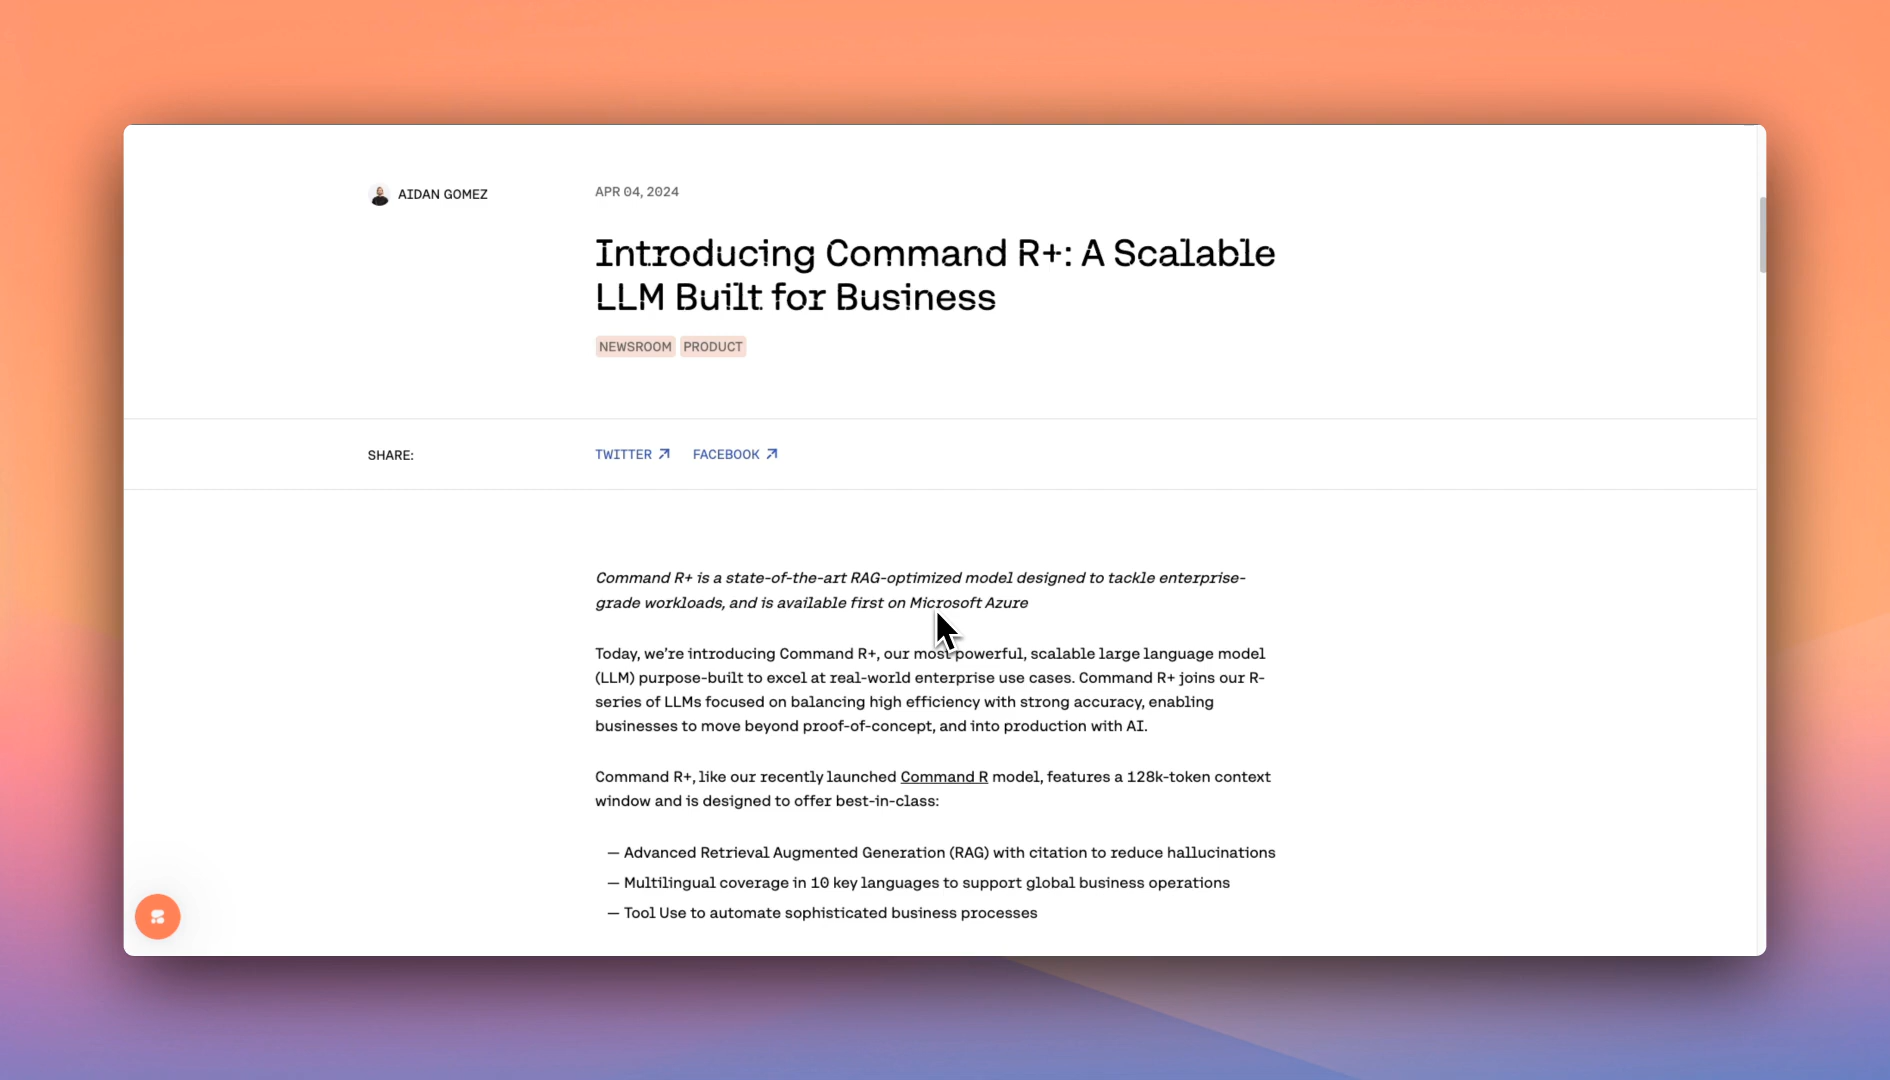 AIDAN GOMEZ
APR 04, 2024
Introducing Command R+: A Scalable
LLM Built for Business
NEWSROOM PRODUCT
SHARE:
TWITTER FACEBOOK
Command R+ is a state-of-the-art RAG-optimized model designed to tackle enterprise-
grade workloads, and is available first on Microsoft Azure
Today, we’re introducing Command R+, our most powerful, scalable large language model
(LLM) purpose-built to excel at real-world enterprise use cases. Command R+ joins our R-
series of LLMs focused on balancing high efficiency with strong accuracy, enabling
businesses to move beyond proof-of-concept, and into production with AI.
Command R+, like our recently launched Command R model, features a 128k-token context
window and is designed to offer best-in-class:
— Advanced Retrieval Augmented Generation (RAG) with citation to reduce hallucinations
— Multilingual coverage in 10 key languages to support global business operations
— Tool Use to automate sophisticated business processes